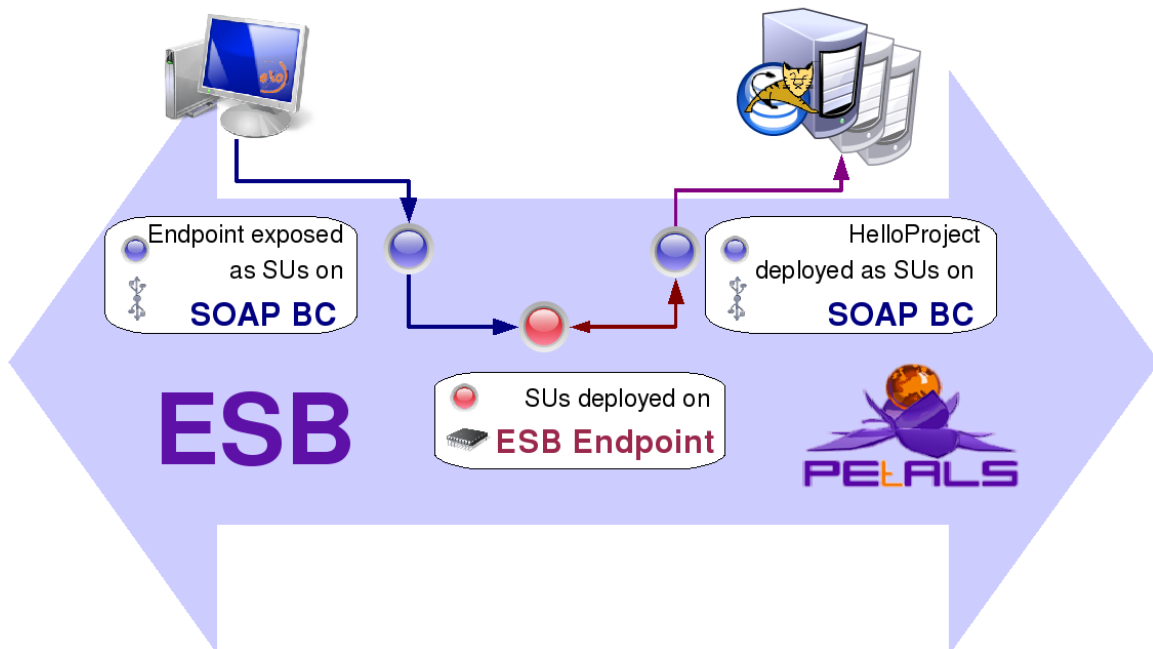 Endpoint exposed
as SUs on
SOAP BC
HelloProject
deployed as SUs on
SOAP BC
SUs deployed on
ESB Endpoint
ESB
PEtALS